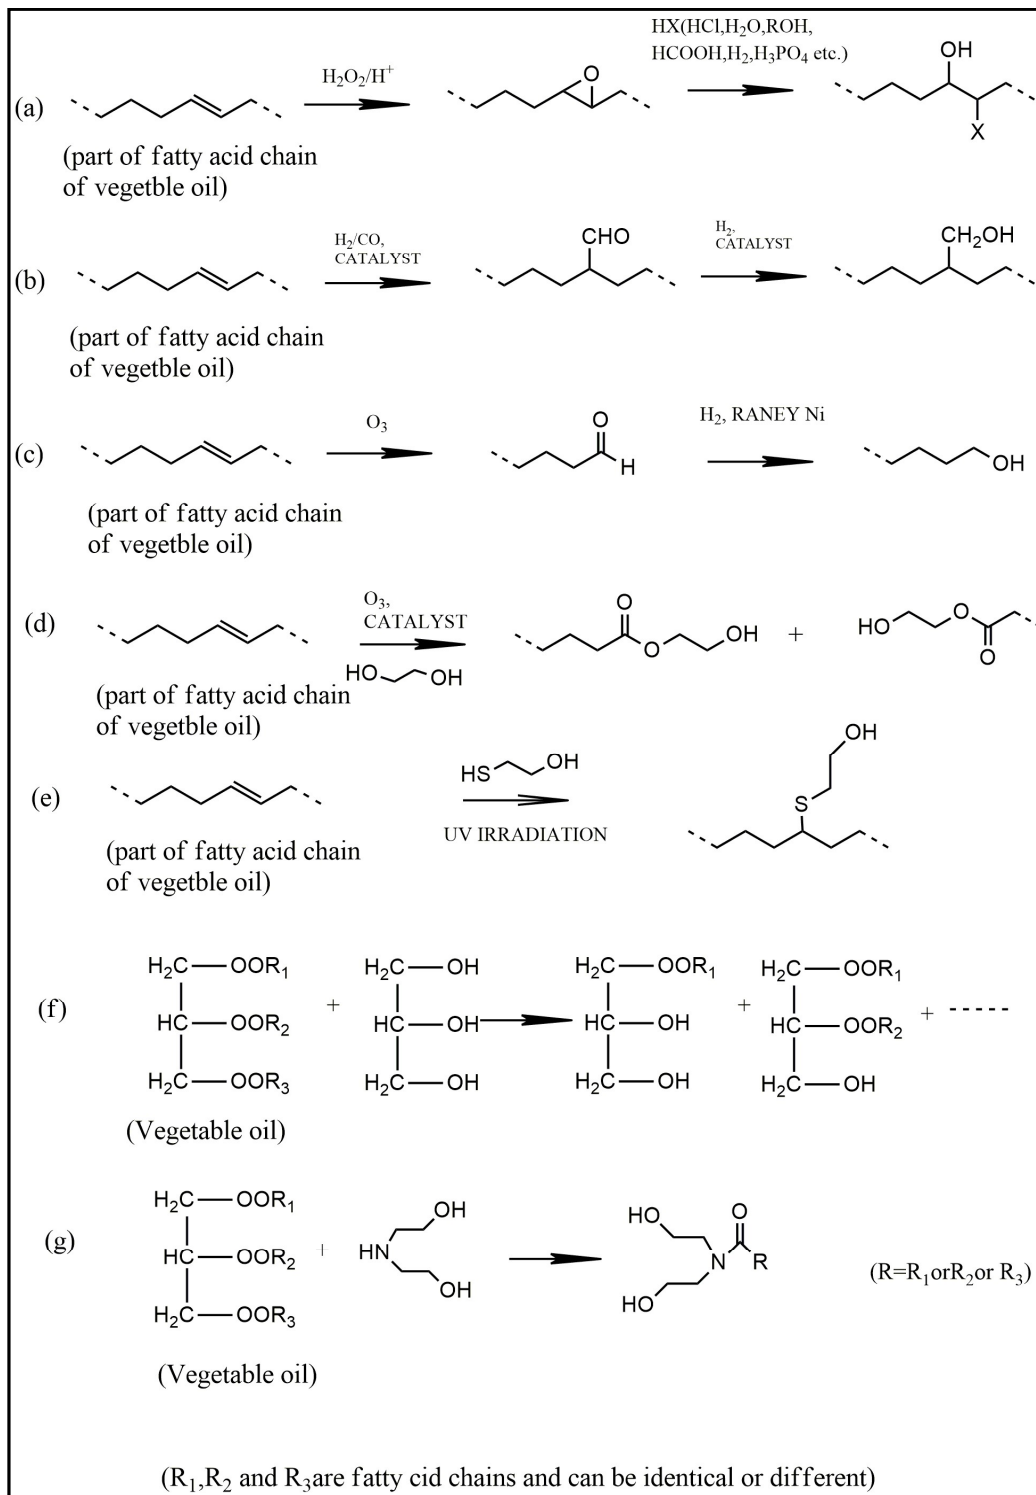 HX(HCl,H₂O,ROH,
HCOOH,H₂,H₃PO₄ etc.)
(a)
H₂O₂/H⁺
O
OH
X
(part of fatty acid chain
of vegetble oil)
(b)
H₂/CO,
CATALYST
CHO
H₂,
CATALYST
CH₂OH
(part of fatty acid chain
of vegetble oil)
(c)
O₃
O
H
H₂, RANEY Ni
OH
(part of fatty acid chain
of vegetble oil)
(d)
O₃,
CATALYST
HO OH
O
O
OH
+
HO
O
O
(part of fatty acid chain
of vegetble oil)
(e)
HS OH
UV IRRADIATION
OH
S
(part of fatty acid chain
of vegetble oil)
(f)
H₂C OOR₁ H₂C OH H₂C OOR₁ H₂C OOR₁
HC OOR₂ + HC OH HC OH + HC OOR₂ + ------
H₂C OOR₃ H₂C OH H₂C OH H₂C OH
(Vegetable oil)
(g)
H₂C OOR₁
HC OOR₂
H₂C OOR₃
+
OH
HN
OH
HO
O
N
R
HO
(R=R₁orR₂or R₃)
(Vegetable oil)
(R₁,R₂ and R₃are fatty cid chains and can be identical or different)